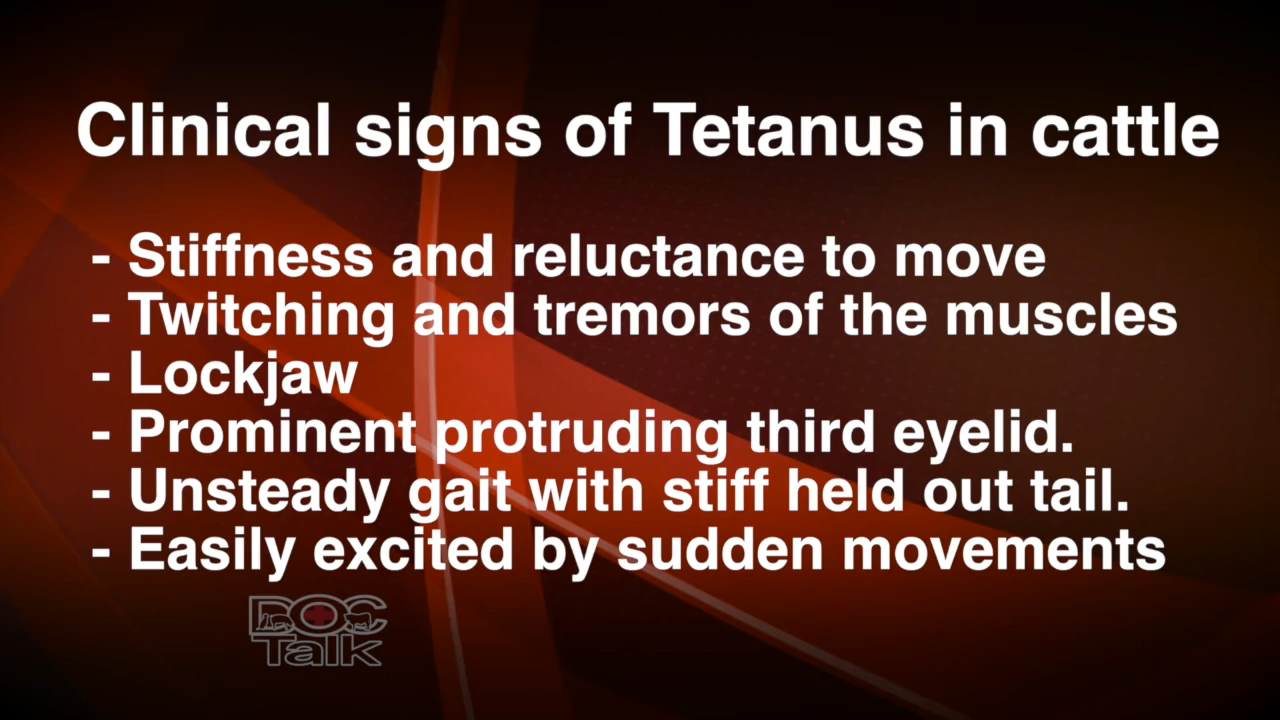 Clinical signs of Tetanus in cattle
- Stiffness and reluctance to move
- Twitching and tremors of the muscles
- Lockjaw
- Prominent protruding third eyelid.
- Unsteady gait with stiff held out tail.
- Easily excited by sudden movements
DOC
Talk